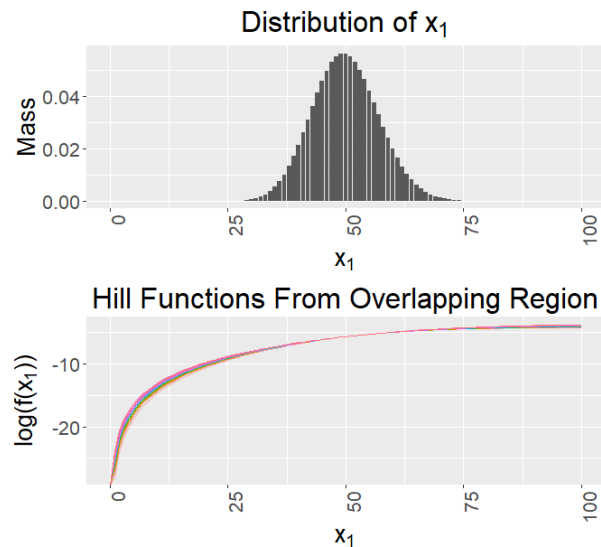 Distribution of x₁
Mass
0.04
0.02
0.00
0
25
50
75
100
x₁
Hill Functions From Overlapping Region
log(f(x₁))
-10
-20
0
25
50
75
100
x₁